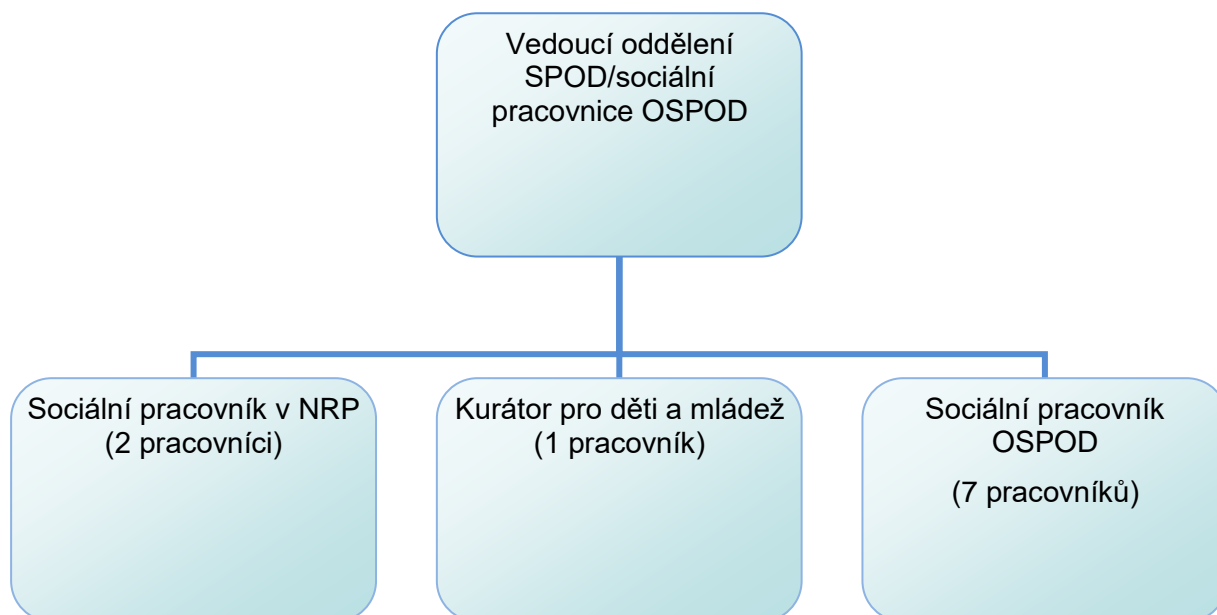 Vedoucí oddělení
SPOD/sociální
pracovnice OSPOD
Sociální pracovník v NRP
(2 pracovníci)
Kurátor pro děti a mládež
(1 pracovník)
Sociální pracovník
OSPOD
(7 pracovníků)